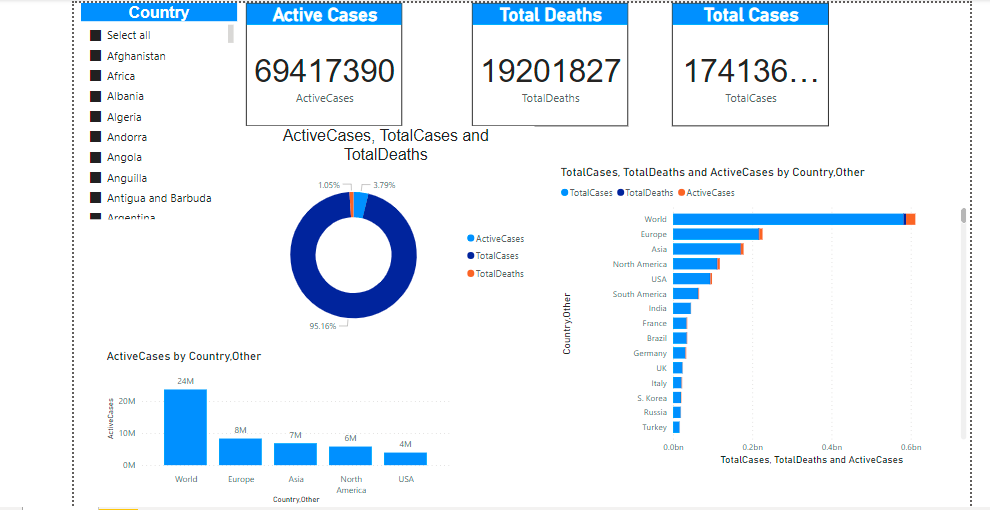 Country
Select all
Afghanistan
Africa
Albania
Algeria
Andorra
Angola
Anguilla
Antigua and Barbuda
Argentina
Active Cases
69417390
ActiveCases
Total Deaths
19201827
TotalDeaths
Total Cases
174136...
TotalCases
ActiveCases, TotalCases and
TotalDeaths
1.05%
3.79%
95.16%
ActiveCases
TotalCases
TotalDeaths
TotalCases, TotalDeaths and ActiveCases by Country,Other
TotalCases TotalDeaths ActiveCases
Country,Other
World
Europe
Asia
North America
USA
South America
India
France
Brazil
Germany
UK
Italy
S. Korea
Russia
Turkey
0.0bn 0.2bn 0.4bn 0.6bn
TotalCases, TotalDeaths and ActiveCases
ActiveCases by Country,Other
ActiveCases
20M
10M
0M
24M
8M
7M
6M
4M
World Europe Asia North America USA
Country,Other